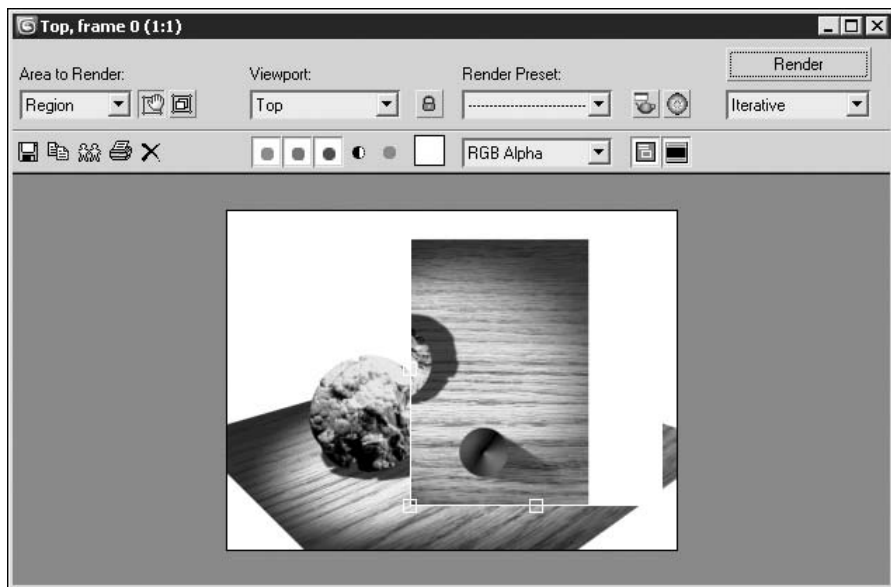 Top, frame 0 (1:1)
Area to Render:
Viewport:
Render Preset:
Render
Region
Top
Iterative
RGB Alpha